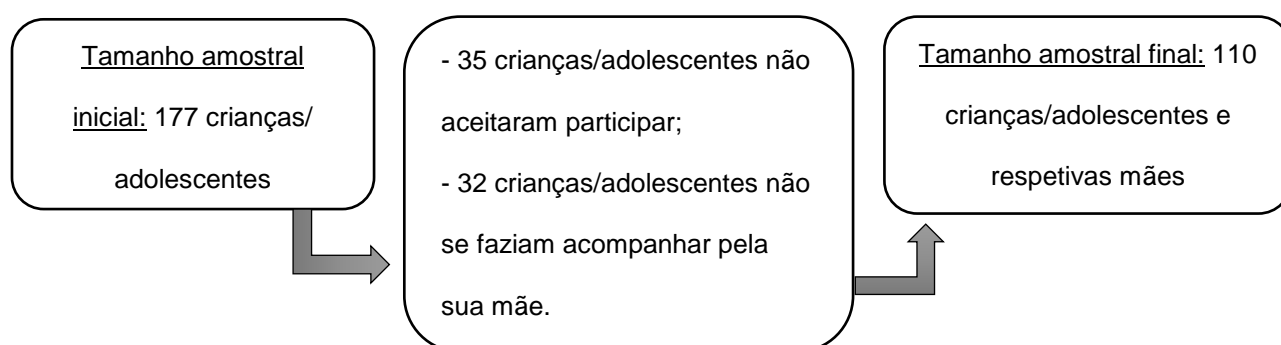 Tamanho amostral
inicial: 177 crianças/
adolescentes
- 35 crianças/adolescentes não
aceitaram participar;
- 32 crianças/adolescentes não
se faziam acompanhar pela
sua mãe.
Tamanho amostral final: 110
crianças/adolescentes e
respetivas mães